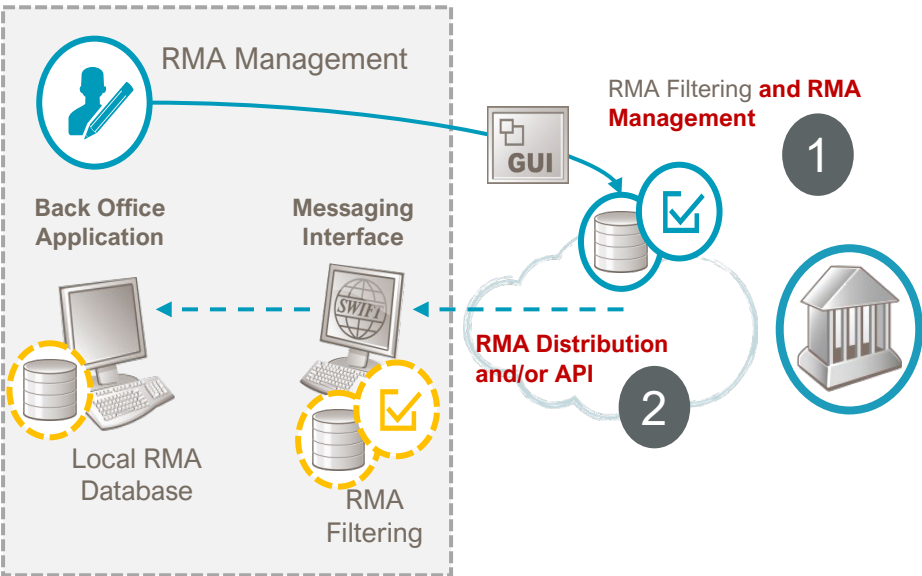 RMA Management
RMA Filtering and RMA
Management
1
GUI
Back Office
Application
Messaging
Interface
SWIFT
RMA Distribution
and/or API
2
Local RMA
Database
RMA
Filtering